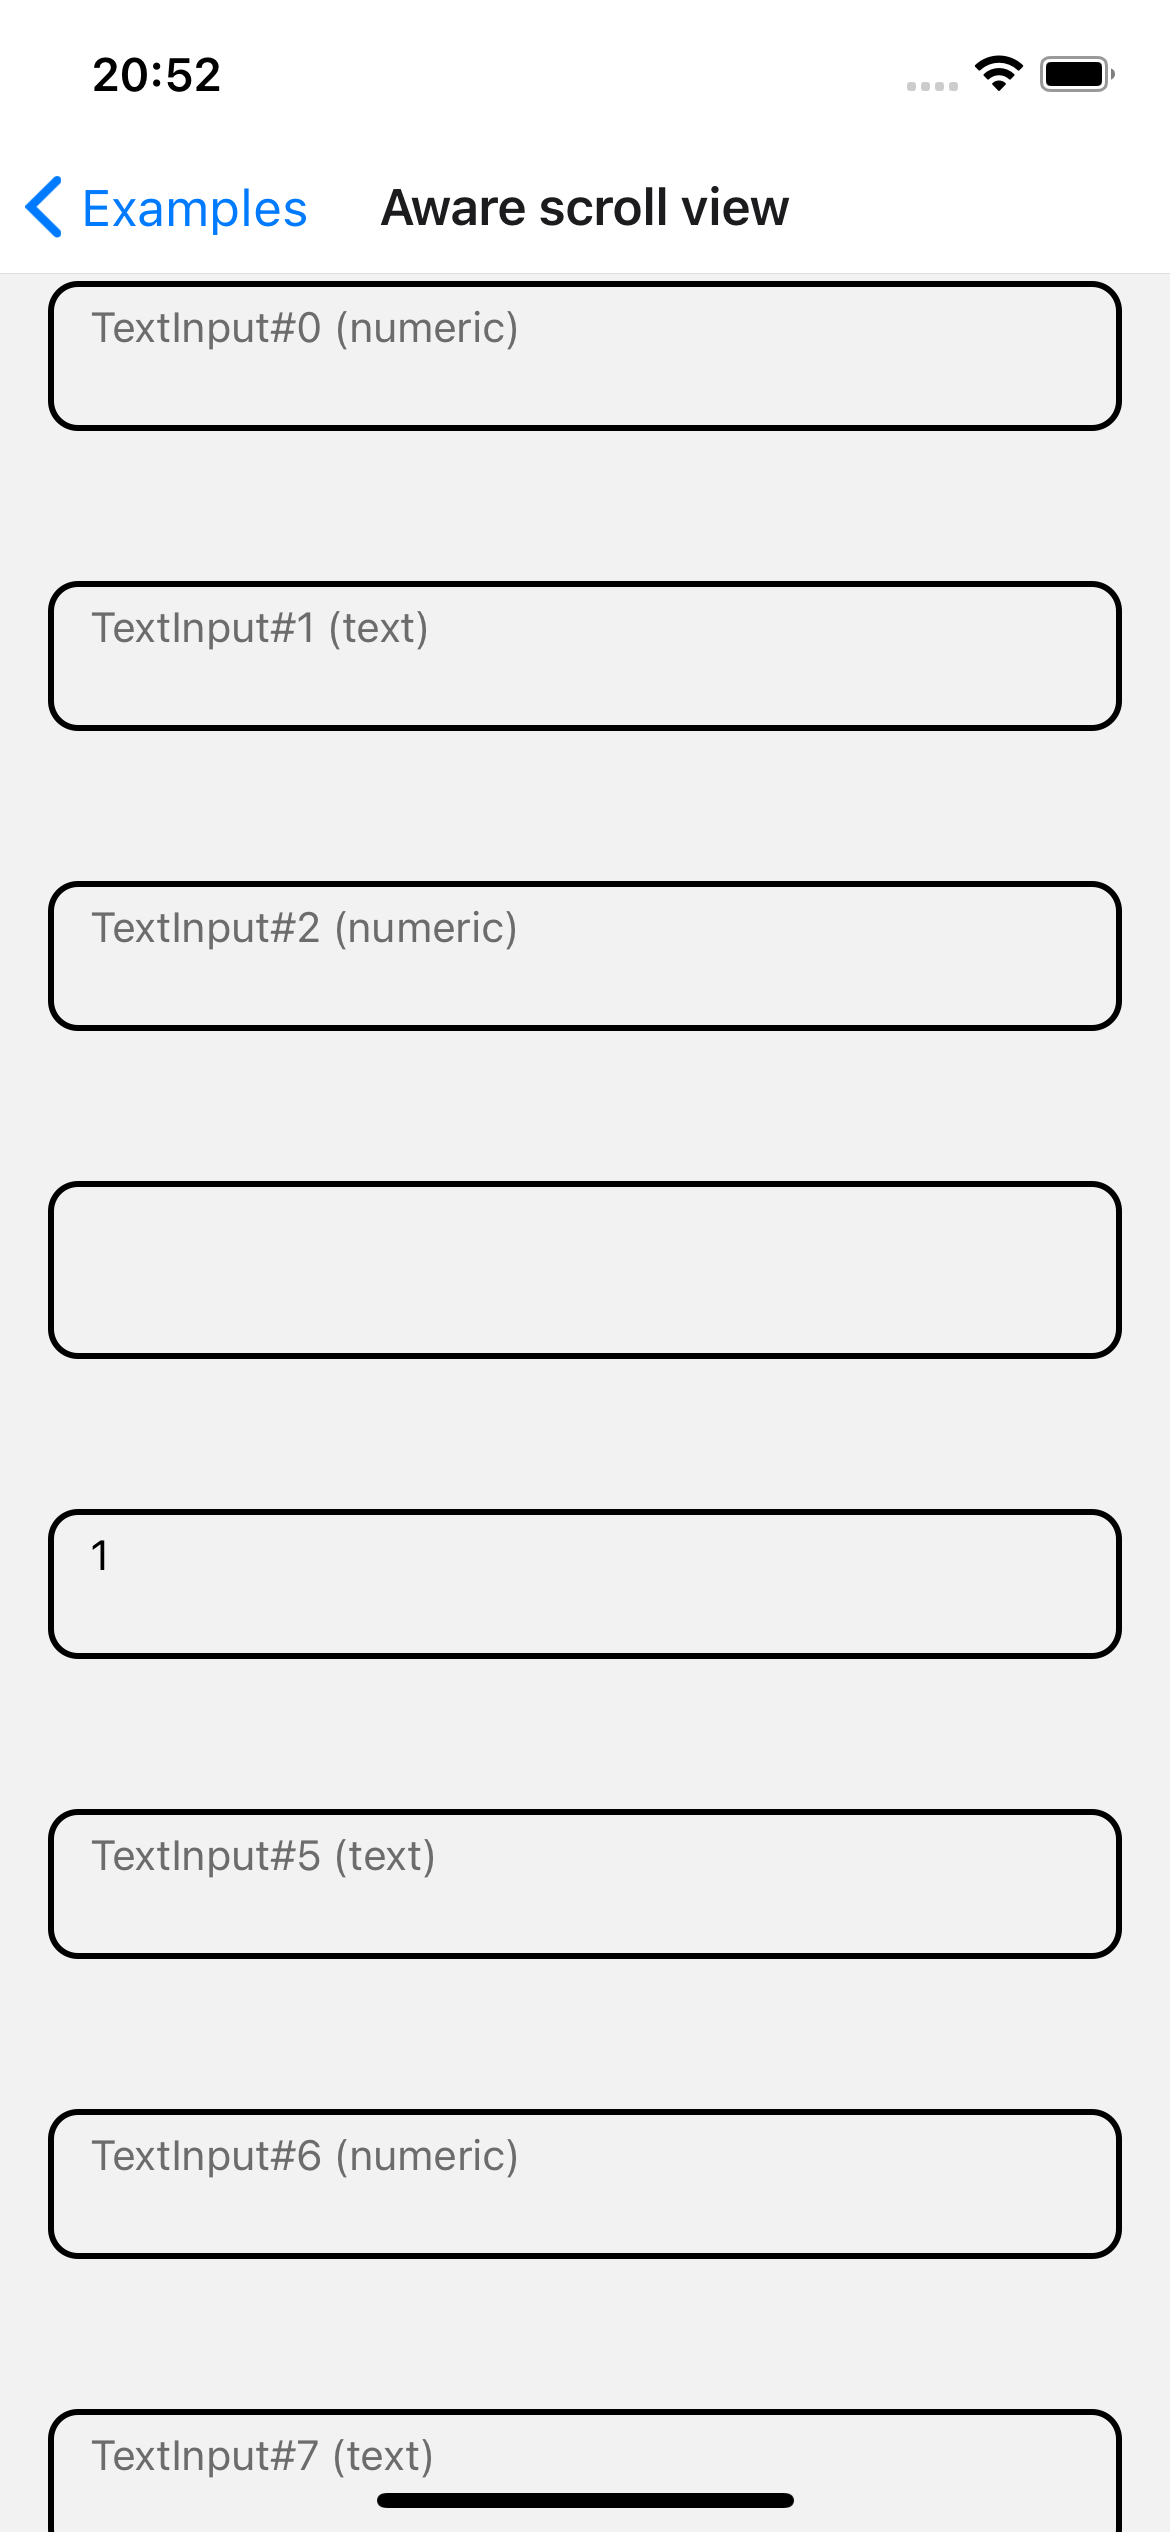 20:52
Examples
Aware scroll view
TextInput#0 (numeric)
TextInput#1 (text)
TextInput#2 (numeric)
1
TextInput#5 (text)
TextInput#6 (numeric)
TextInput#7 (text)